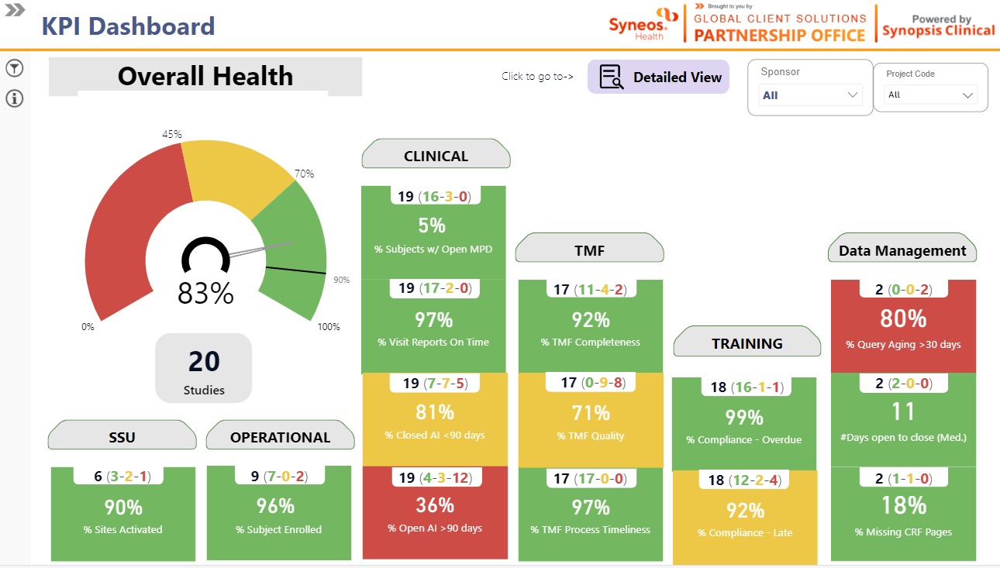 KPI Dashboard
Syneos
Health
Brought to you by
GLOBAL CLIENT SOLUTIONS
PARTNERSHIP OFFICE
Powered by
Synopsis Clinical
Overall Health
Click to go to->
Detailed View
Sponsor
All
Project Code
All
45%
70%
90%
0%
100%
83%
20
Studies
SSU
6 (3-2-1)
90%
% Sites Activated
OPERATIONAL
9 (7-0-2)
96%
% Subject Enrolled
CLINICAL
19 (16-3-0)
5%
% Subjects w/ Open MPD
19 (17-2-0)
97%
% Visit Reports On Time
19 (7-7-5)
81%
% Closed AI <90 days
19 (4-3-12)
36%
% Open AI >90 days
TMF
17 (11-4-2)
92%
% TMF Completeness
17 (0-9-8)
71%
% TMF Quality
17 (17-0-0)
97%
% TMF Process Timeliness
TRAINING
18 (16-1-1)
99%
% Compliance - Overdue
18 (12-2-4)
92%
% Compliance - Late
Data Management
2 (0-0-2)
80%
% Query Aging >30 days
2 (2-0-0)
11
#Days open to close (Med.)
2 (1-1-0)
18%
% Missing CRF Pages